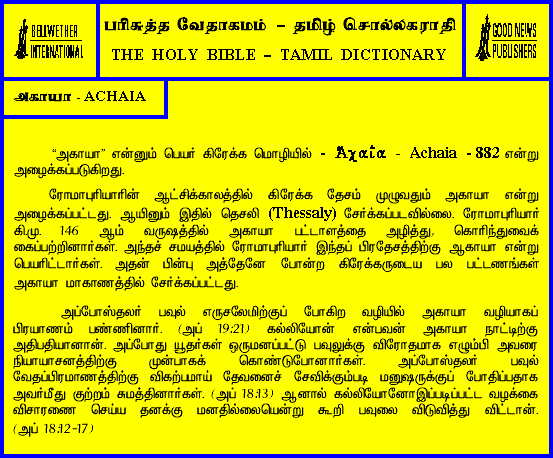 BELLWETHER
INTERNATIONAL
பரிசுத்த வேதாகமம் – தமிழ் சொல்லகராதி
THE HOLY BIBLE – TAMIL DICTIONARY
GOOD NEWS
PUBLISHERS
அகாயா - ACHAIA
“அகாயா” என்னும் பெயர் கிரேக்க மொழியில் - Ἀχαΐα - Achaia - 882 என்று
அழைக்கப்படுகிறது.
ரோமாபுரியாரின் ஆட்சிக்காலத்தில் கிரேக்க தேசம் முழுவதும் அகாயா என்று
அழைக்கப்பட்டது. ஆயினும் இதில் தெசலி (Thessaly) சேர்க்கப்படவில்லை. ரோமாபுரியார்
கி.மு. 146 ஆம் வருஷத்தில் அகாயா பட்டாளத்தை அழித்து, கொரிந்துவைக்
கைப்பற்றினார்கள். அந்தச் சமயத்தில் ரோமாபுரியார் இந்தப் பிரதேசத்திற்கு ஆகாயா என்று
பெயரிட்டார்கள். அதன் பின்பு அத்தேனே போன்ற கிரேக்கருடைய பல பட்டணங்கள்
அகாயா மாகாணத்தில் சேர்க்கப்பட்டது.
அப்போஸ்தலர் பவுல் எருசலேமிற்குப் போகிற வழியில் அகாயா வழியாகப்
பிரயாணம் பண்ணினார். (அப் 19:21) கல்லியோன் என்பவன் அகாயா நாட்டிற்கு
அதிபதியானான். அப்போது யூதர்கள் ஒருமனப்பட்டு பவுலுக்கு விரோதமாக எழும்பி அவரை
நியாயாசனத்திற்கு முன்பாகக் கொண்டுபோனார்கள். அப்போஸ்தலர் பவுல்
வேதப்பிரமாணத்திற்கு விகற்பமாய் தேவனைச் சேவிக்கும்படி மனுஷருக்குப் போதிப்பதாக
அவர்மீது குற்றம் சுமத்தினார்கள். (அப் 18:13) ஆனால் கல்லியோனோஇப்படிப்பட்ட வழக்கை
விசாரணை செய்ய தனக்கு மனதில்லையென்று கூறி பவுலை விடுவித்து விட்டான்.
(அப் 18:12-17)